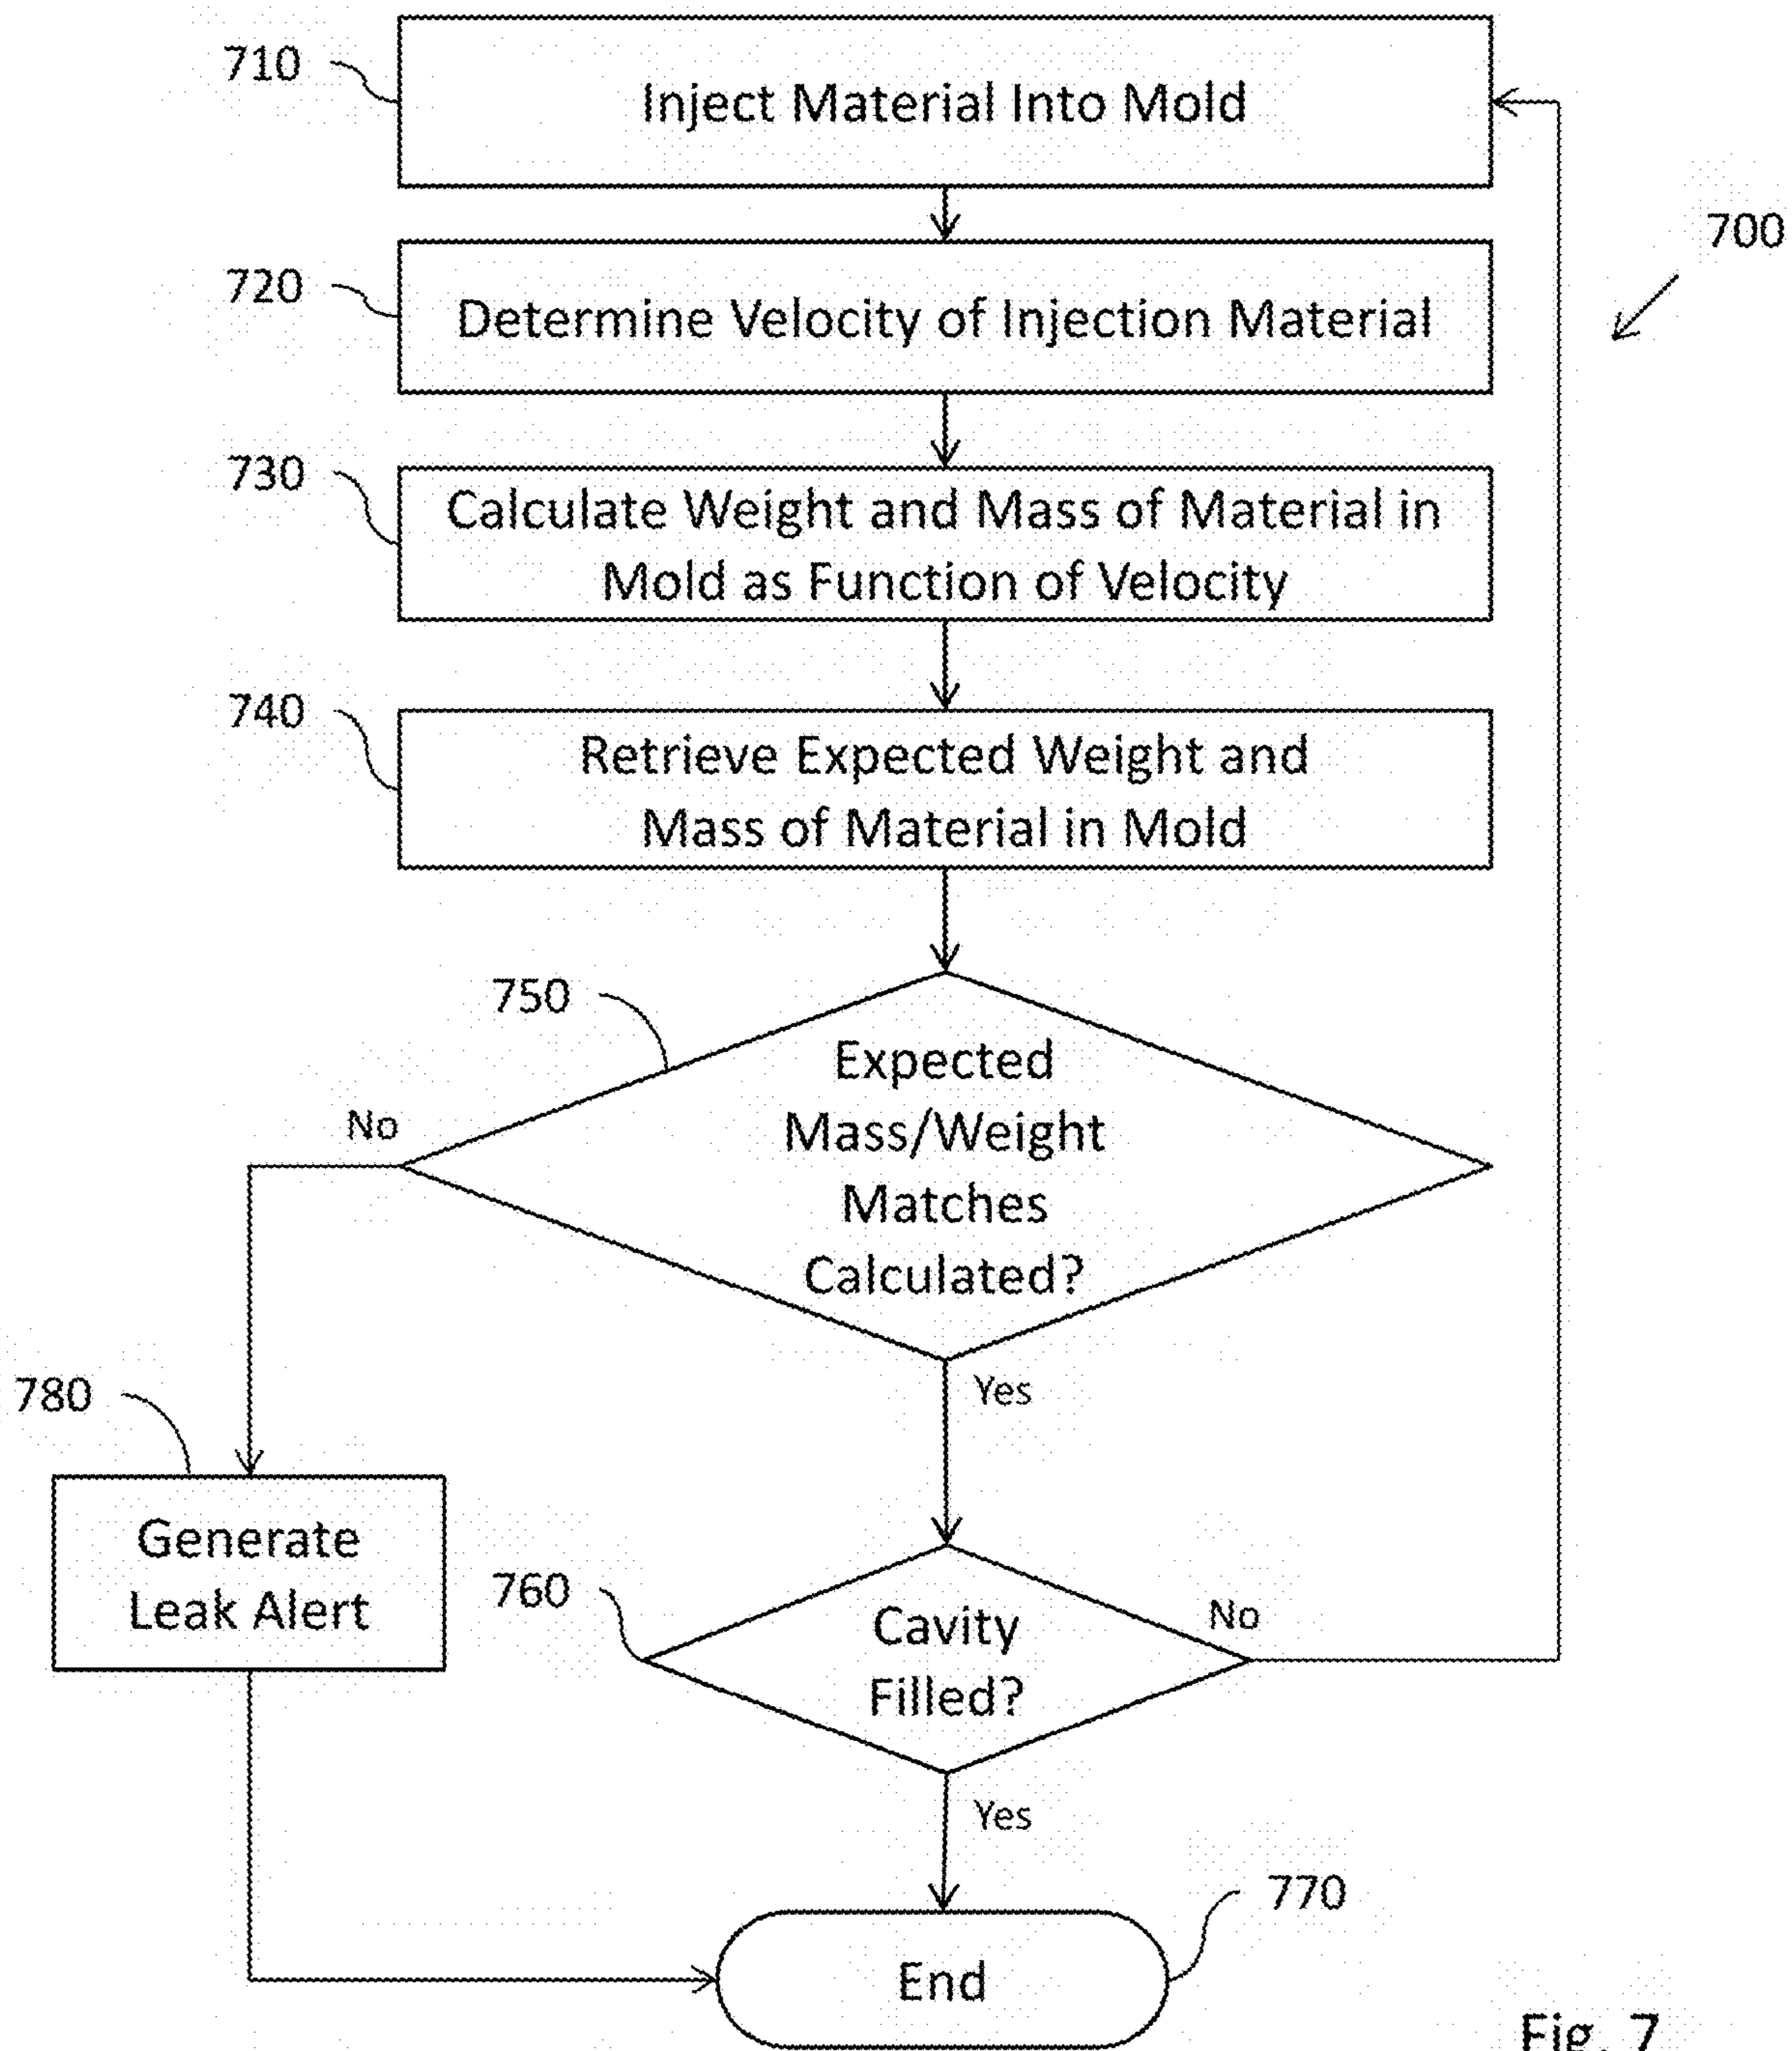 710
Inject Material Into Mold
700
720
Determine Velocity of Injection Material
730
Calculate Weight and Mass of Material in
Mold as Function of Velocity
740
Retrieve Expected Weight and
Mass of Material in Mold
750
Expected
Mass/Weight
Matches
Calculated?
No
Yes
780
Generate
Leak Alert
760
Cavity
Filled?
No
Yes
770
End
Fig. 7